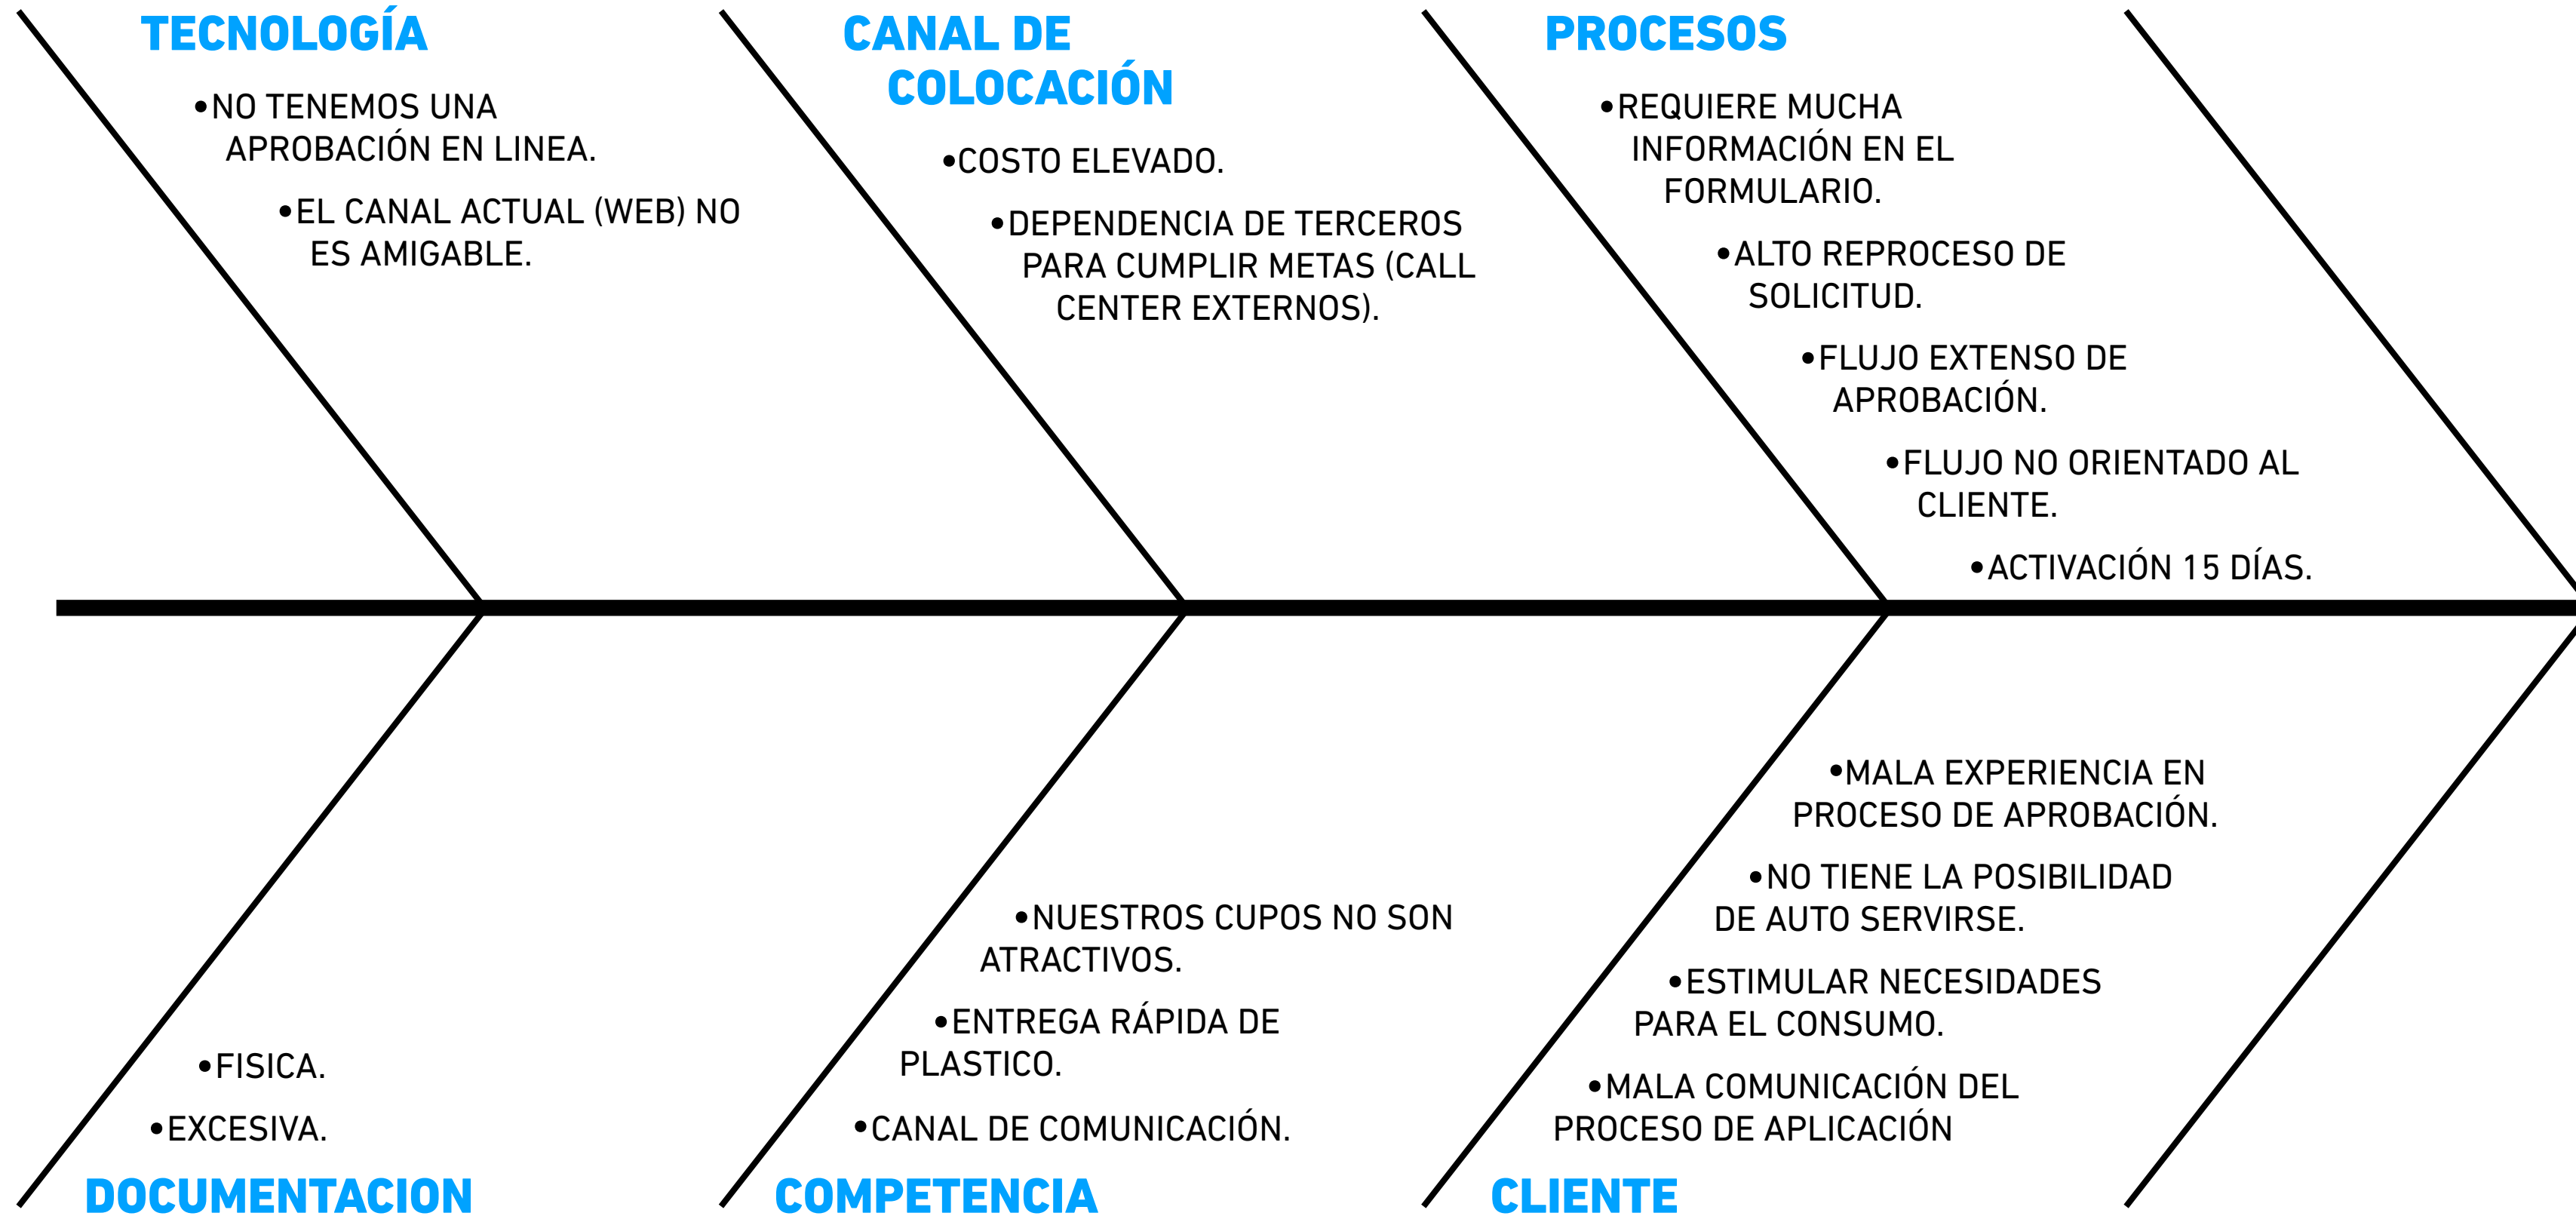 TECNOLOGÍA
•NO TENEMOS UNA
APROBACIÓN EN LINEA.
•EL CANAL ACTUAL (WEB) NO
ES AMIGABLE.
CANAL DE
COLOCACIÓN
•COSTO ELEVADO.
•DEPENDENCIA DE TERCEROS
PARA CUMPLIR METAS (CALL
CENTER EXTERNOS).
PROCESOS
•REQUIERE MUCHA
INFORMACIÓN EN EL
FORMULARIO.
•ALTO REPROCESO DE
SOLICITUD.
•FLUJO EXTENSO DE
APROBACIÓN.
•FLUJO NO ORIENTADO AL
CLIENTE.
•ACTIVACIÓN 15 DÍAS.
•FISICA.
•EXCESIVA.
DOCUMENTACION
•NUESTROS CUPOS NO SON
ATRACTIVOS.
•ENTREGA RÁPIDA DE
PLASTICO.
•CANAL DE COMUNICACIÓN.
COMPETENCIA
•MALA EXPERIENCIA EN
PROCESO DE APROBACIÓN.
•NO TIENE LA POSIBILIDAD
DE AUTO SERVIRSE.
•ESTIMULAR NECESIDADES
PARA EL CONSUMO.
•MALA COMUNICACIÓN DEL
PROCESO DE APLICACIÓN
CLIENTE